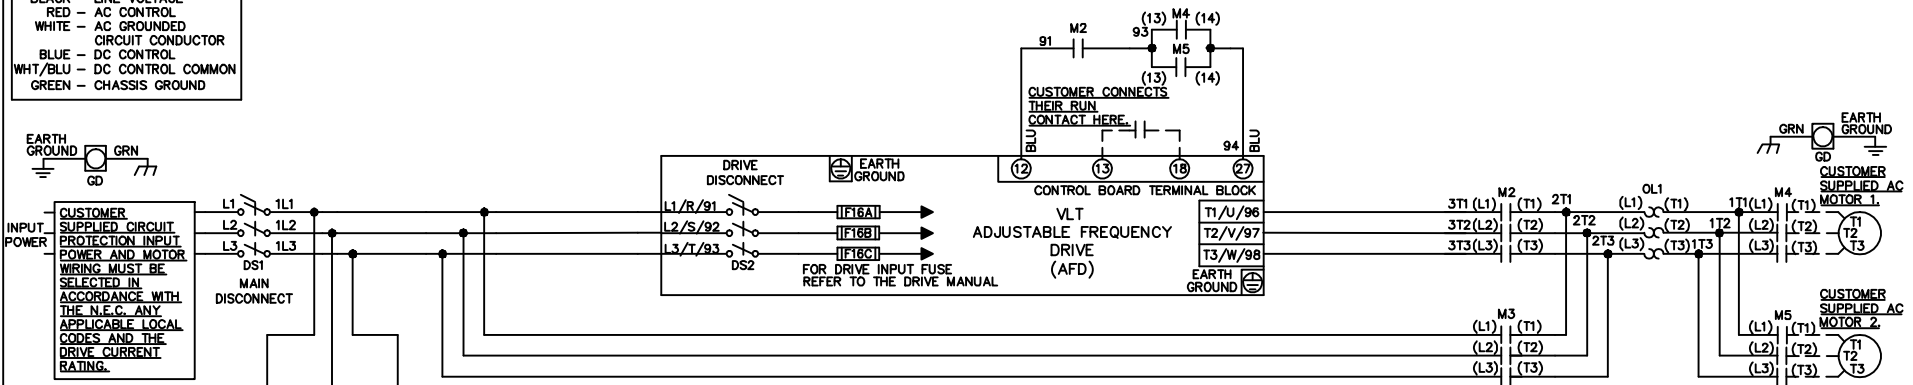 BLACK – LINE VOLTAGE
RED – AC CONTROL
WHITE – AC GROUNDED
CIRCUIT CONDUCTOR
BLUE – DC CONTROL
WHT/BLU – DC CONTROL COMMON
GREEN – CHASSIS GROUND
EARTH
GROUND
GRN
GD
INPUT
POWER
CUSTOMER
SUPPLIED CIRCUIT
PROTECTION INPUT
POWER AND MOTOR
WIRING MUST BE
SELECTED IN
ACCORDANCE WITH
THE N.E.C. ANY
APPLICABLE LOCAL
CODES AND THE
DRIVE CURRENT
RATING.
L1 1L1
L2 1L2
L3 1L3
DS1
MAIN
DISCONNECT
91
M2
93
(13) M4 (14)
M5
(13) (14)
CUSTOMER CONNECTS
THEIR RUN
CONTACT HERE.
BLU
94
BLU
12
13
18
27
CONTROL BOARD TERMINAL BLOCK
DRIVE
DISCONNECT
EARTH
GROUND
L1/R/91
L2/S/92
L3/T/93
DS2
F16A
F16B
F16C
FOR DRIVE INPUT FUSE
REFER TO THE DRIVE MANUAL
VLT
ADJUSTABLE FREQUENCY
DRIVE
(AFD)
T1/U/96
T2/V/97
T3/W/98
EARTH
GROUND
M2
3T1 (L1) (T1) 2T1
3T2 (L2) (T2) 2T2
3T3 (L3) (T3) 2T3
OL1
(L1) (T1) 1T1
(L2) (T2) 1T2
(L3) (T3) 1T3
M4
(L1) (T1)
(L2) (T2)
(L3) (T3)
GRN
EARTH
GROUND
GD
CUSTOMER
SUPPLIED AC
MOTOR 1.
T1
T2
T3
M3
(L1) (T1)
(L2) (T2)
(L3) (T3)
M5
(L1) (T1)
(L2) (T2)
(L3) (T3)
CUSTOMER
SUPPLIED AC
MOTOR 2.
T1
T2
T3